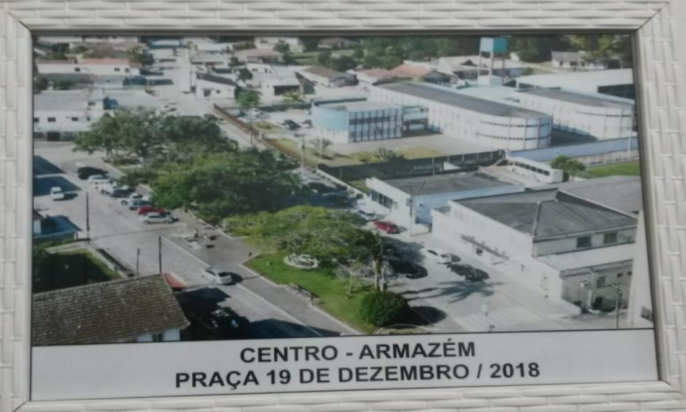 CENTRO - ARMAZÉM
PRAÇA 19 DE DEZEMBRO / 2018